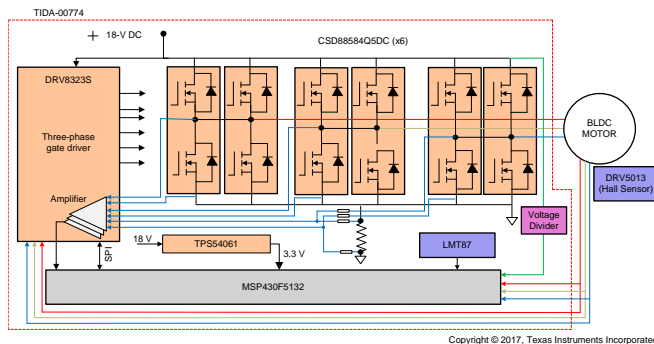 TIDA-00774
18-V DC
CSD88584Q5DC (x6)
DRV8323S
Three-phase
gate driver
Amplifier
BLDC
MOTOR
DRV5013
(Hall Sensor)
Voltage
Divider
SPI
18 V
TPS54061
3.3 V
LMT87
MSP430F5132
Copyright © 2017, Texas Instruments Incorporated